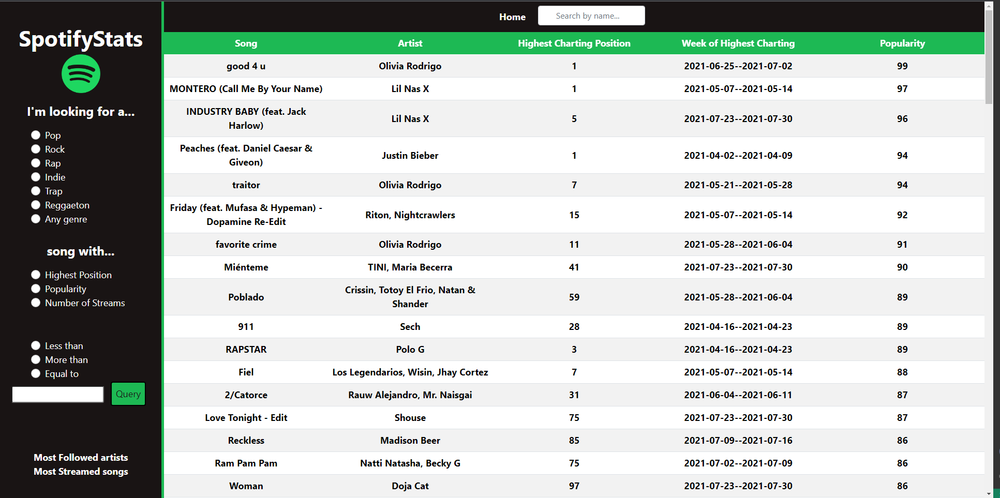 SpotifyStats
I'm looking for a...
Pop
Rock
Rap
Indie
Trap
Reggaeton
Any genre
song with...
Highest Position
Popularity
Number of Streams
Less than
More than
Equal to
Query
Most Followed artists
Most Streamed songs
Home Search by name...
Song Artist Highest Charting Position Week of Highest Charting Popularity
good 4 u Olivia Rodrigo 1 2021-06-25--2021-07-02 99
MONTERO (Call Me By Your Name) Lil Nas X 1 2021-05-07--2021-05-14 97
INDUSTRY BABY (feat. Jack
Harlow) Lil Nas X 5 2021-07-23--2021-07-30 96
Peaches (feat. Daniel Caesar &
Giveon) Justin Bieber 1 2021-04-02--2021-04-09 94
traitor Olivia Rodrigo 7 2021-05-21--2021-05-28 94
Friday (feat. Mufasa & Hypeman) -
Dopamine Re-Edit Riton, Nightcrawlers 15 2021-05-07--2021-05-14 92
favorite crime Olivia Rodrigo 11 2021-05-28--2021-06-04 91
Miénteme TINI, Maria Becerra 41 2021-07-23--2021-07-30 90
Poblado Crissin, Totoy El Frio, Natan &
Shander 59 2021-05-28--2021-06-04 89
911 Sech 28 2021-04-16--2021-04-23 89
RAPSTAR Polo G 3 2021-04-16--2021-04-23 89
Fiel Los Legendarios, Wisin, Jhay Cortez 7 2021-05-07--2021-05-14 88
2/Catorce Rauw Alejandro, Mr. Naisgai 31 2021-06-04--2021-06-11 87
Love Tonight - Edit Shouse 75 2021-07-23--2021-07-30 87
Reckless Madison Beer 85 2021-07-09--2021-07-16 86
Ram Pam Pam Natti Natasha, Becky G 75 2021-07-02--2021-07-09 86
Woman Doja Cat 97 2021-07-23--2021-07-30 86